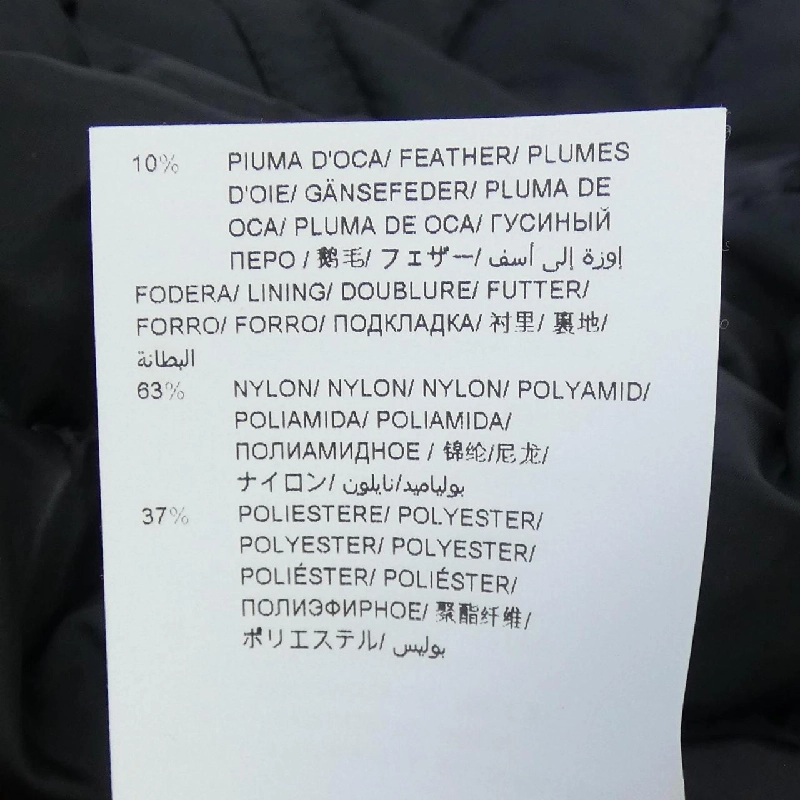 10% PIUMA D'OCA/ FEATHER/ PLUMES
D'OIE/ GÄNSEFEDER/ PLUMA DE
OCA/ PLUMA DE OCA/ ГУСИНЫЙ
ПЕРО / 鹅毛/ フェザー/ إوزة إلى أسف
FODERA/ LINING/ DOUBLURE/ FUTTER/
FORRO/ FORRO/ ПОДКЛАДКА/ 衬里/ 裏地/
البطانة
63% NYLON/ NYLON/ NYLON/ POLYAMID/
POLIAMIDA/ POLIAMIDA/
ПОЛИАМИДНОЕ / 锦纶/尼龙/
ナイロン/ بولياميد/نايلون
37% POLIESTERE/ POLYESTER/
POLYESTER/ POLYESTER/
POLIÉSTER/ POLIÉSTER/
ПОЛИЭФИРНОЕ/ 聚酯纤维/
ポリエステル/ بوليس